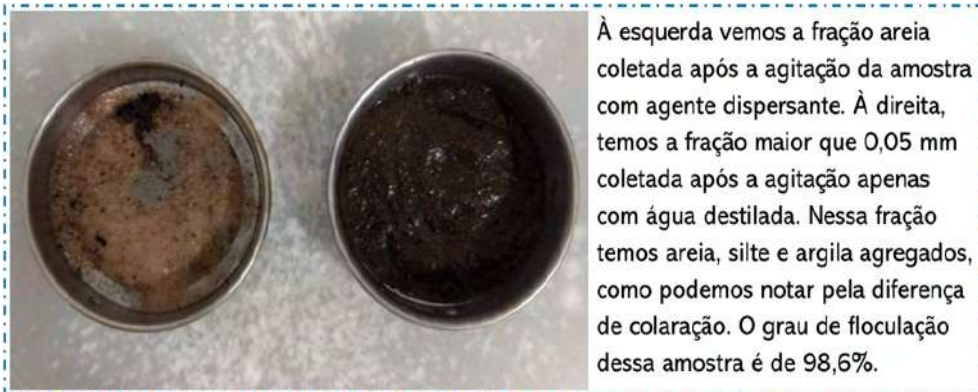 À esquerda vemos a fração areia
coletada após a agitação da amostra
com agente dispersante. À direita,
temos a fração maior que 0,05 mm
coletada após a agitação apenas
com água destilada. Nessa fração
temos areia, silte e argila agregados,
como podemos notar pela diferença
de colaração. O grau de floculação
dessa amostra é de 98,6%.